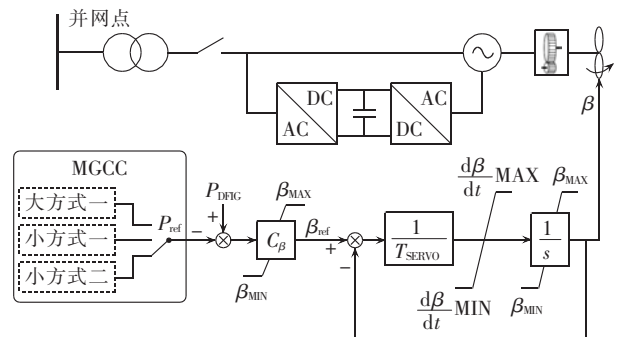 并网点
DC
AC
AC
DC
β
MGCC
大方式一
小方式一
小方式二
P_ref
−
P_DFIG
+
C_β
β_MAX
β_MIN
β_ref
+
−
1/T_SERVO
dβ/dt MAX
dβ/dt MIN
1/s
β_MAX
β_MIN